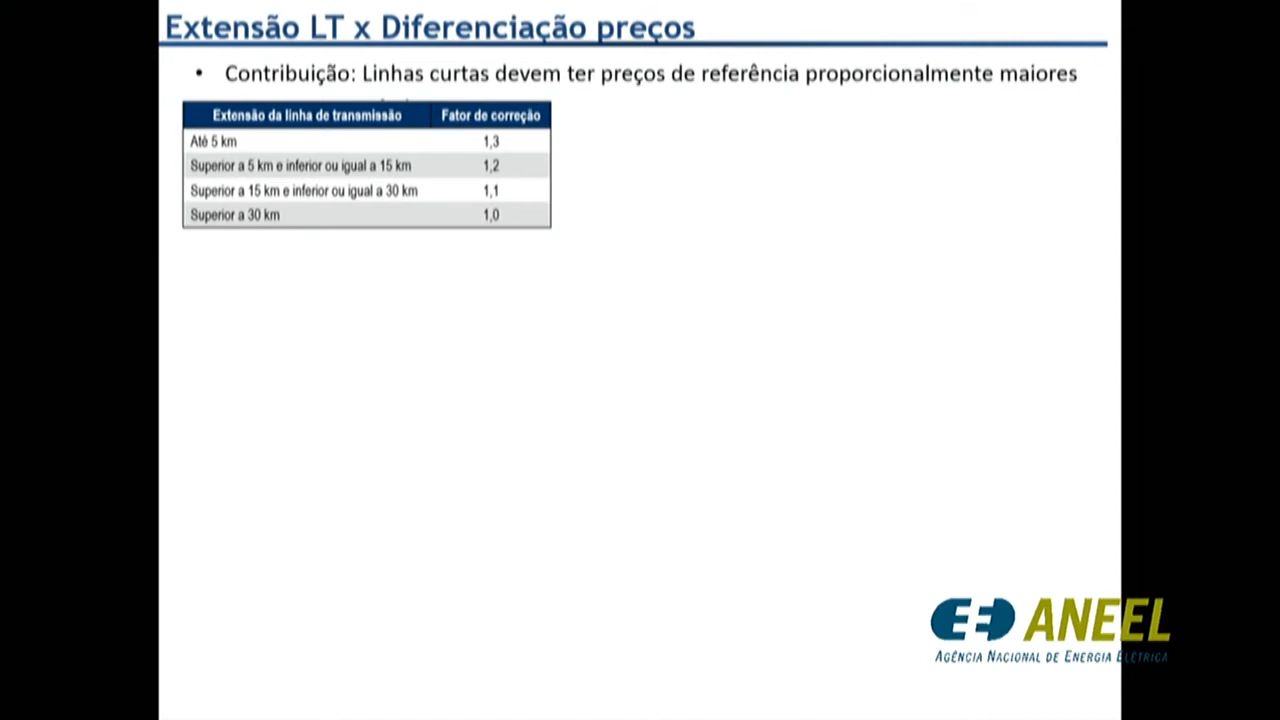 Extensão LT x Diferenciação preços
• Contribuição: Linhas curtas devem ter preços de referência proporcionalmente maiores
Extensão da linha de transmissão Fator de correção
Até 5 km 1,3
Superior a 5 km e inferior ou igual a 15 km 1,2
Superior a 15 km e inferior ou igual a 30 km 1,1
Superior a 30 km 1,0
ANEEL
AGÊNCIA NACIONAL DE ENERGIA ELÉTRICA